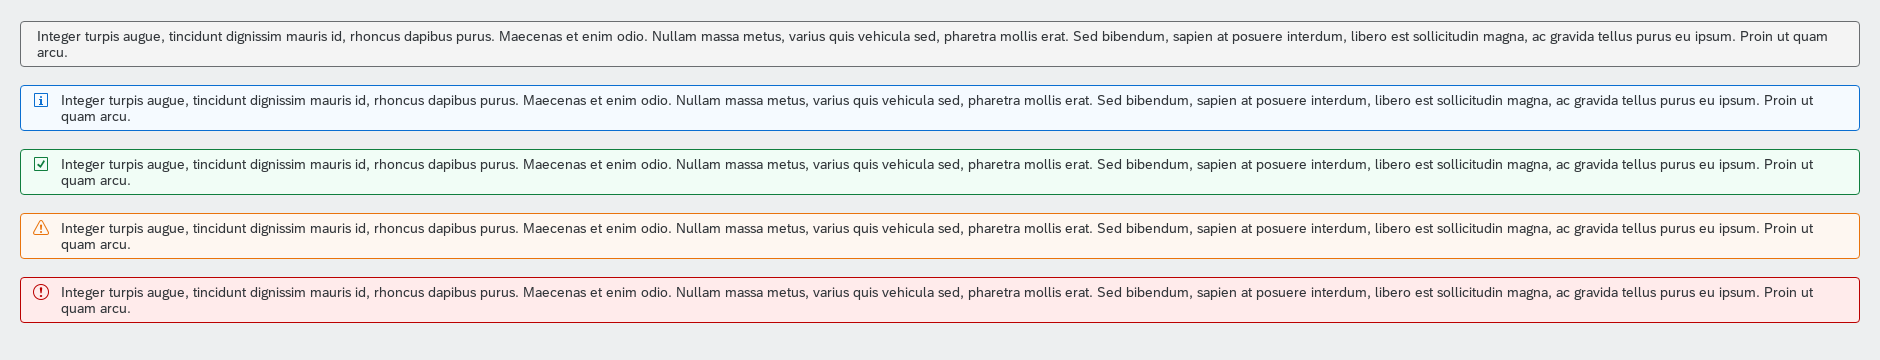 Integer turpis augue, tincidunt dignissim mauris id, rhoncus dapibus purus. Maecenas et enim odio. Nullam massa metus, varius quis vehicula sed, pharetra mollis erat. Sed bibendum, sapien at posuere interdum, libero est sollicitudin magna, ac gravida tellus purus eu ipsum. Proin ut quam
arcu.
Integer turpis augue, tincidunt dignissim mauris id, rhoncus dapibus purus. Maecenas et enim odio. Nullam massa metus, varius quis vehicula sed, pharetra mollis erat. Sed bibendum, sapien at posuere interdum, libero est sollicitudin magna, ac gravida tellus purus eu ipsum. Proin ut
quam arcu.
Integer turpis augue, tincidunt dignissim mauris id, rhoncus dapibus purus. Maecenas et enim odio. Nullam massa metus, varius quis vehicula sed, pharetra mollis erat. Sed bibendum, sapien at posuere interdum, libero est sollicitudin magna, ac gravida tellus purus eu ipsum. Proin ut
quam arcu.
Integer turpis augue, tincidunt dignissim mauris id, rhoncus dapibus purus. Maecenas et enim odio. Nullam massa metus, varius quis vehicula sed, pharetra mollis erat. Sed bibendum, sapien at posuere interdum, libero est sollicitudin magna, ac gravida tellus purus eu ipsum. Proin ut
quam arcu.
Integer turpis augue, tincidunt dignissim mauris id, rhoncus dapibus purus. Maecenas et enim odio. Nullam massa metus, varius quis vehicula sed, pharetra mollis erat. Sed bibendum, sapien at posuere interdum, libero est sollicitudin magna, ac gravida tellus purus eu ipsum. Proin ut
quam arcu.